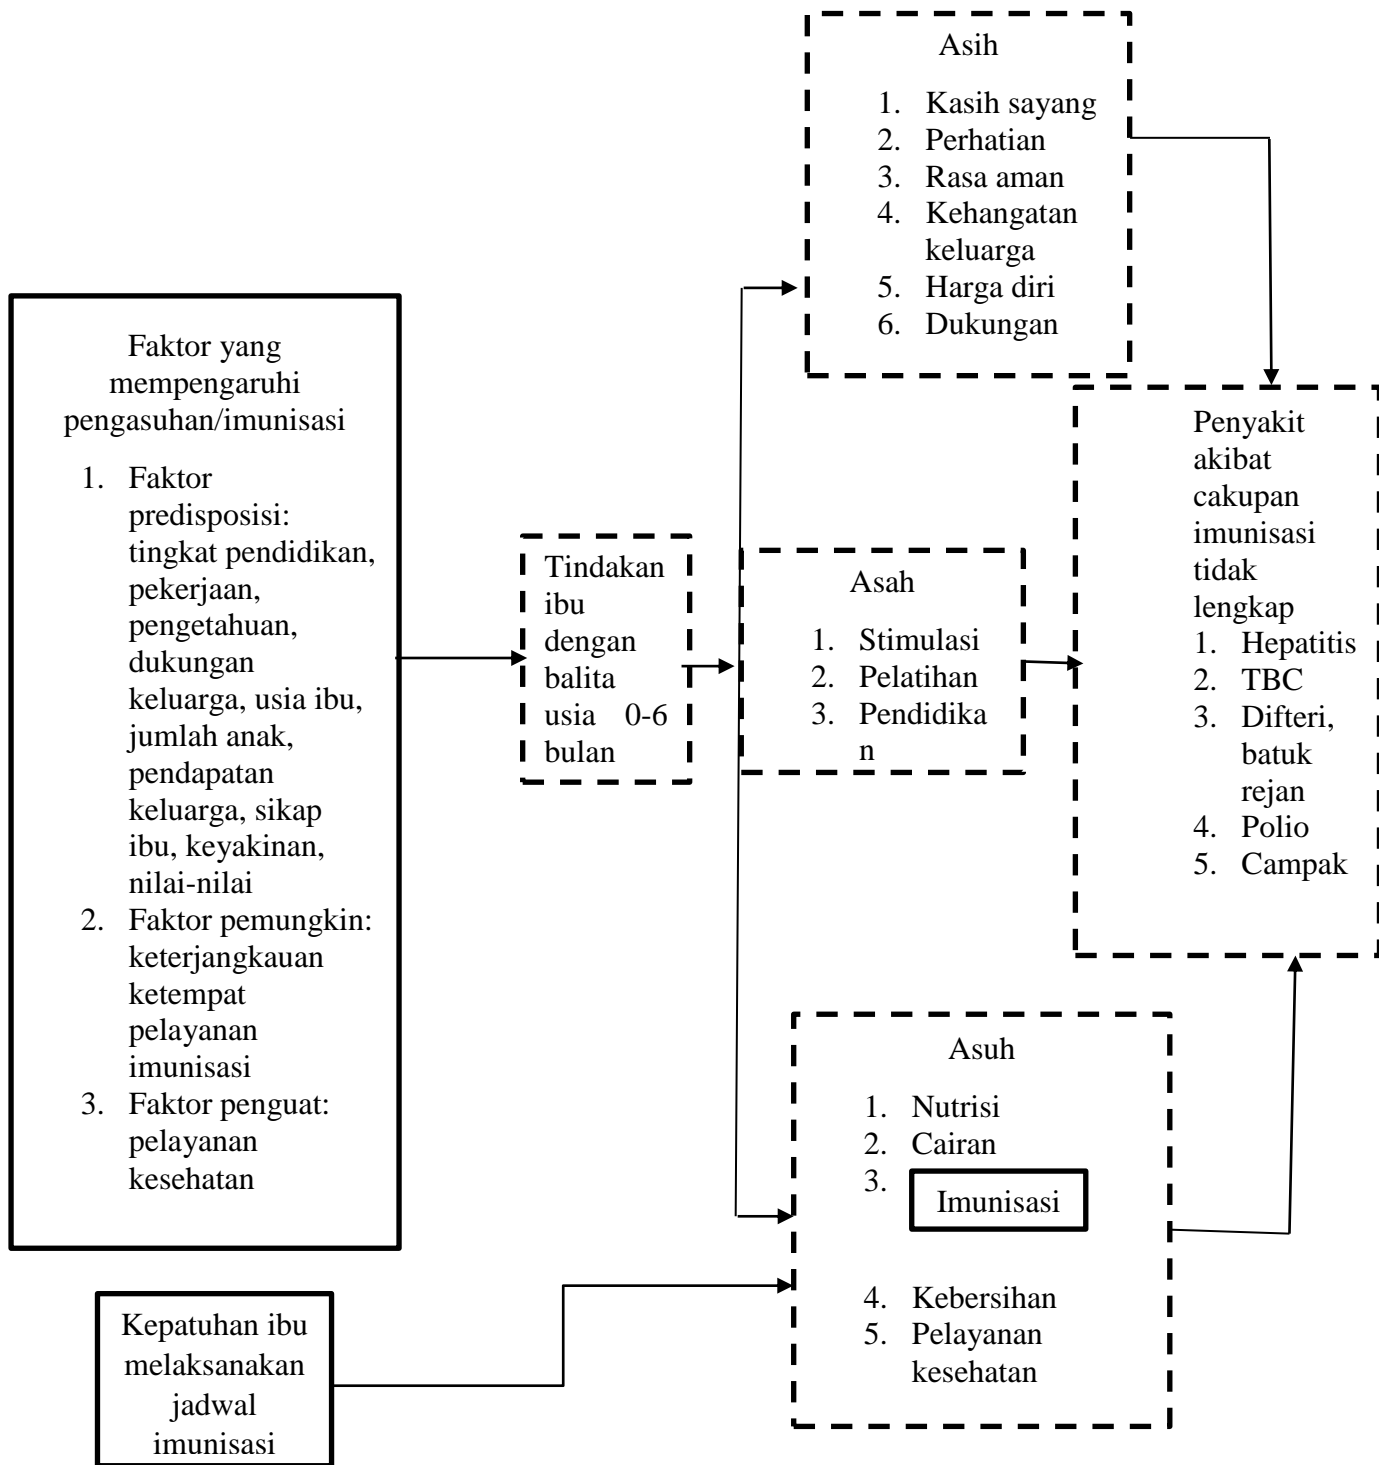 Asih
1. Kasih sayang
2. Perhatian
3. Rasa aman
4. Kehangatan
keluarga
5. Harga diri
6. Dukungan
Faktor yang
mempengaruhi
pengasuhan/imunisasi
1. Faktor
predisposisi:
tingkat pendidikan,
pekerjaan,
pengetahuan,
dukungan
keluarga, usia ibu,
jumlah anak,
pendapatan
keluarga, sikap
ibu, keyakinan,
nilai-nilai
2. Faktor pemungkin:
keterjangkauan
ketempat
pelayanan
imunisasi
3. Faktor penguat:
pelayanan
kesehatan
Tindakan
ibu
dengan
balita
usia 0-6
bulan
Asah
1. Stimulasi
2. Pelatihan
3. Pendidika
n
Penyakit
akibat
cakupan
imunisasi
tidak
lengkap
1. Hepatitis
2. TBC
3. Difteri,
batuk
rejan
4. Polio
5. Campak
Asuh
1. Nutrisi
2. Cairan
3. Imunisasi
4. Kebersihan
5. Pelayanan
kesehatan
Kepatuhan ibu
melaksanakan
jadwal
imunisasi